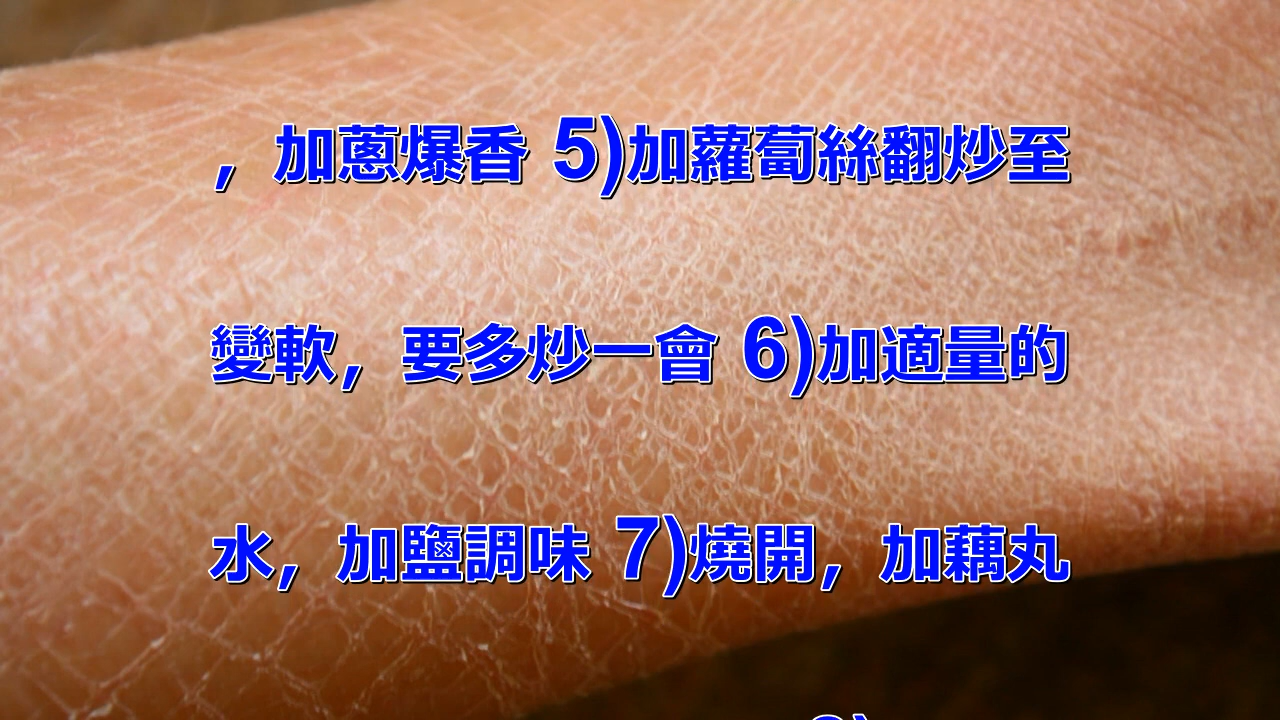 ，加蔥爆香 5)加蘿蔔絲翻炒至
變軟，要多炒一會 6)加適量的
水，加鹽調味 7)燒開，加藕丸